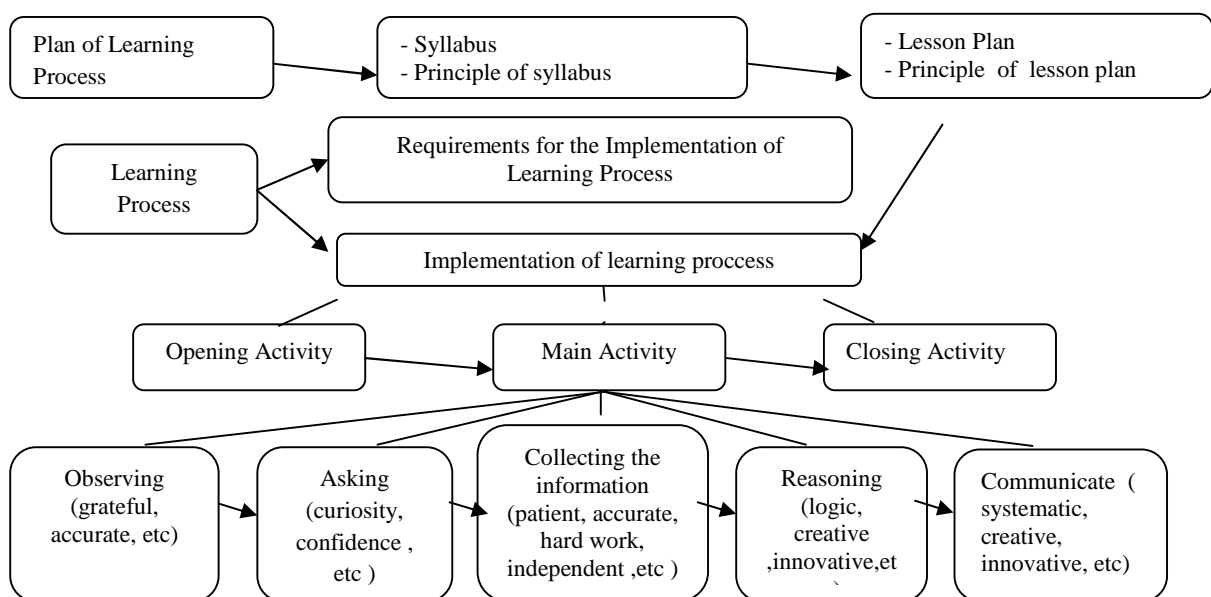 Plan of Learning
Process
- Syllabus
- Principle of syllabus
- Lesson Plan
- Principle of lesson plan
Learning
Process
Requirements for the Implementation of
Learning Process
Implementation of learning proccess
Opening Activity
Main Activity
Closing Activity
Observing
(grateful,
accurate, etc)
Asking
(curiosity,
confidence ,
etc )
Collecting the
information
(patient, accurate,
hard work,
independent ,etc )
Reasoning
(logic,
creative
,innovative,et
Communicate (
systematic,
creative,
innovative, etc)